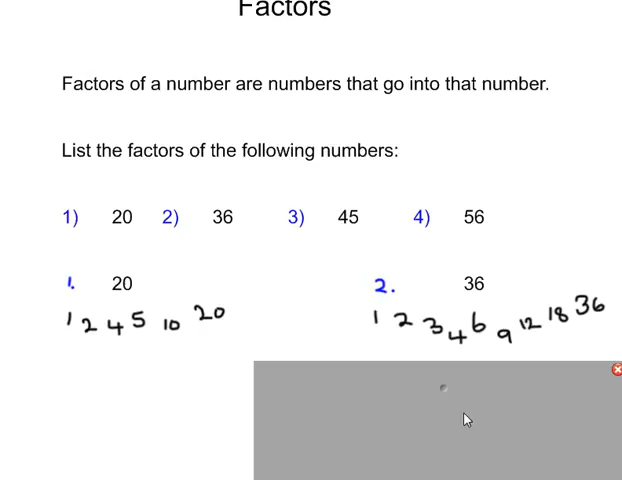 Factors
Factors of a number are numbers that go into that number.
List the factors of the following numbers:
1) 20 2) 36 3) 45 4) 56
1. 20 2. 36
1 2 4 5 10 20 1 2 3 4 6 9 12 18 36